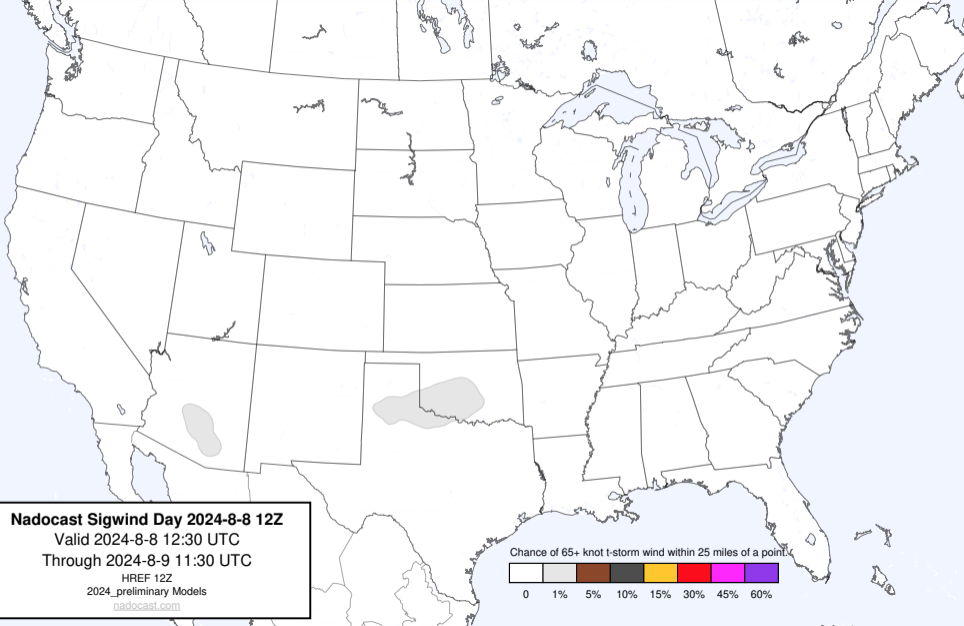 Nadocast Sigwind Day 2024-8-8 12Z
Valid 2024-8-8 12:30 UTC
Through 2024-8-9 11:30 UTC
HREF 12Z
2024_preliminary Models
nadocast.com
Chance of 65+ knot t-storm wind within 25 miles of a point.
0 1% 5% 10% 15% 30% 45% 60%